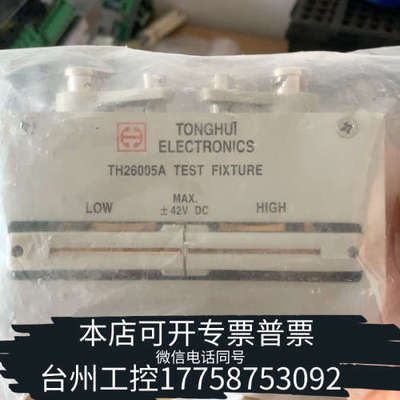 TONGHUI
ELECTRONICS
TH26005A TEST FIXTURE
MAX.
LOW ±42V DC HIGH
本店可开专票普票
微信电话同号
台州工控17758753092